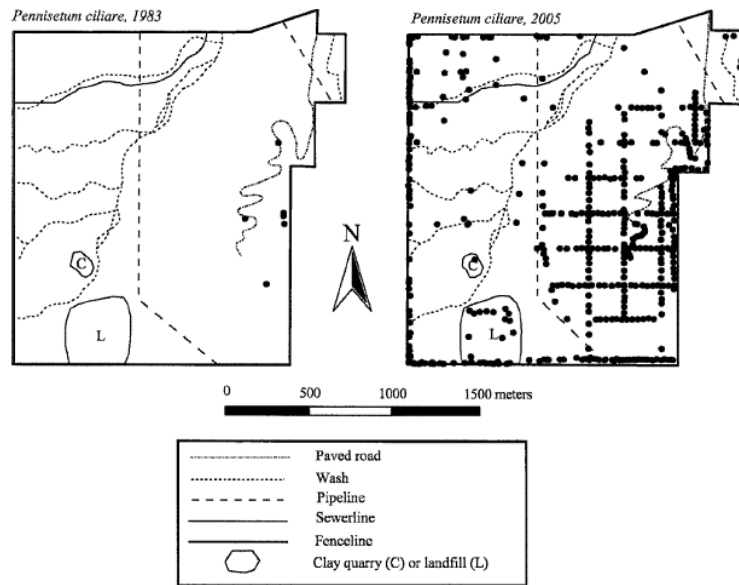 Pennisetum ciliare, 1983
Pennisetum ciliare, 2005
C
L
N
C
L
0 500 1000 1500 meters
Paved road
Wash
Pipeline
Sewerline
Fenceline
Clay quarry (C) or landfill (L)